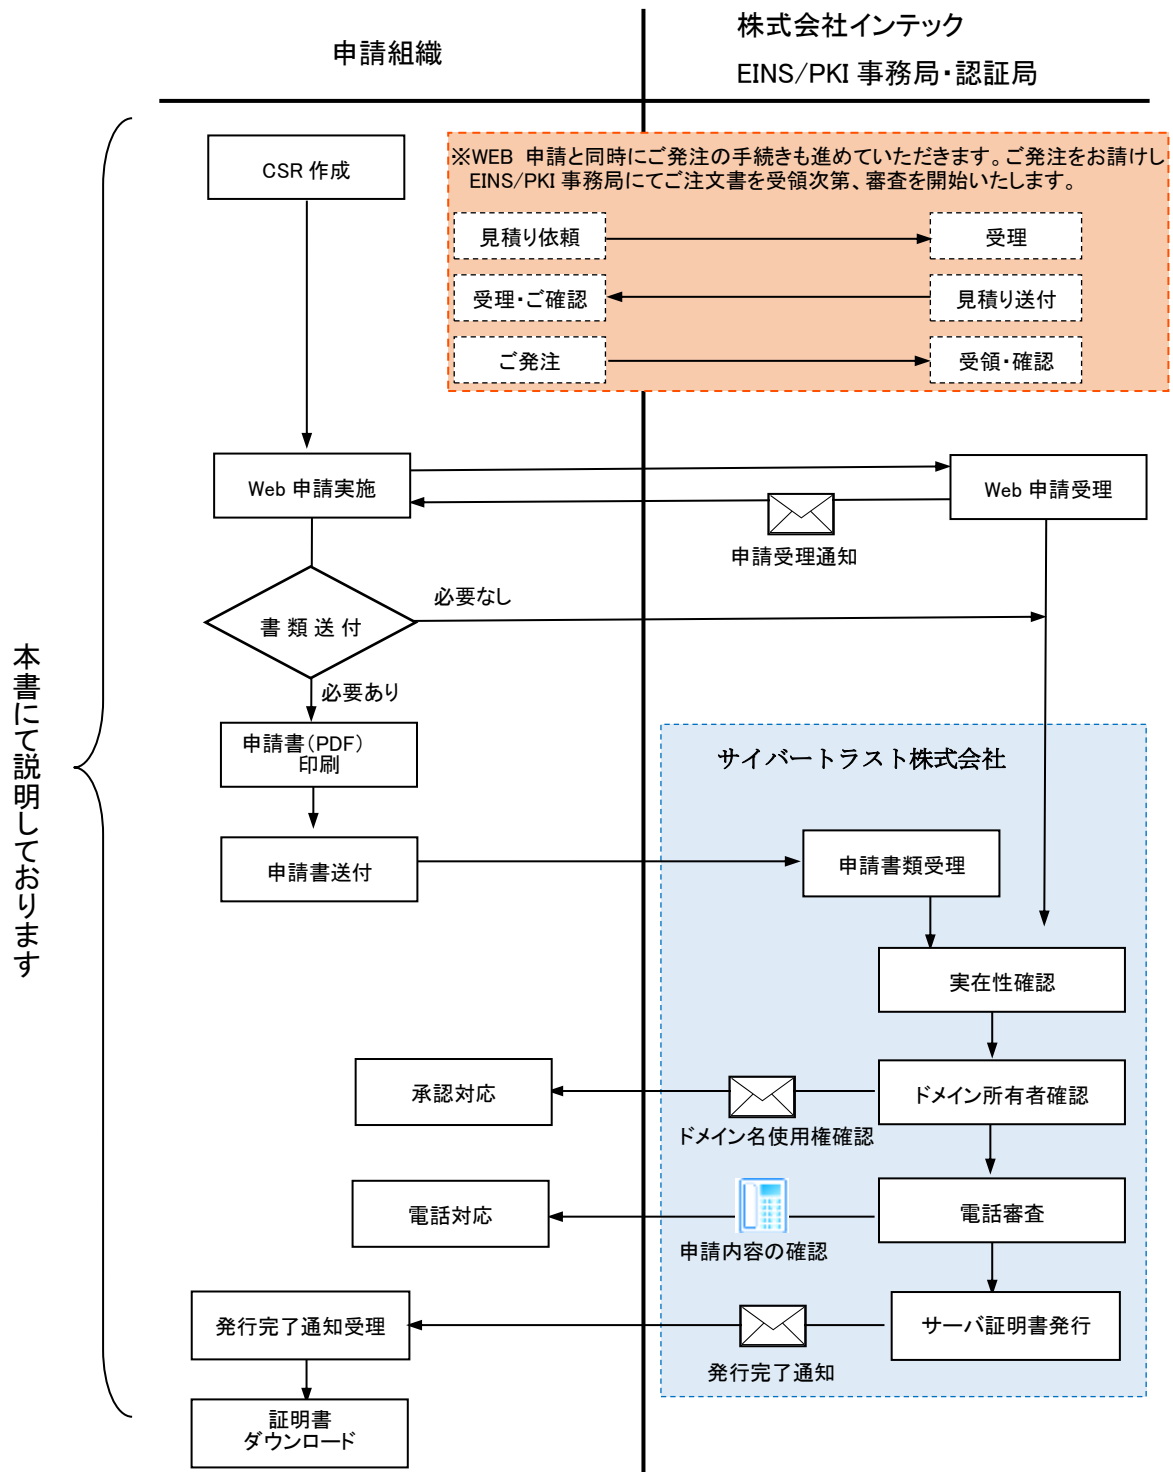 申請組織
株式会社インテック
EINS/PKI 事務局・認証局
CSR 作成
※WEB 申請と同時にご発注の手続きも進めていただきます。ご発注をお請けし
EINS/PKI 事務局にてご注文書を受領次第、審査を開始いたします。
見積り依頼
受理
受理・ご確認
見積り送付
ご発注
受領・確認
Web 申請実施
Web 申請受理
申請受理通知
書 類 送 付
必要なし
必要あり
本書にて説明しております
申請書(PDF)
印刷
サイバートラスト株式会社
申請書送付
申請書類受理
実在性確認
承認対応
ドメイン所有者確認
ドメイン名使用権確認
電話対応
電話審査
申請内容の確認
発行完了通知受理
サーバ証明書発行
発行完了通知
証明書
ダウンロード